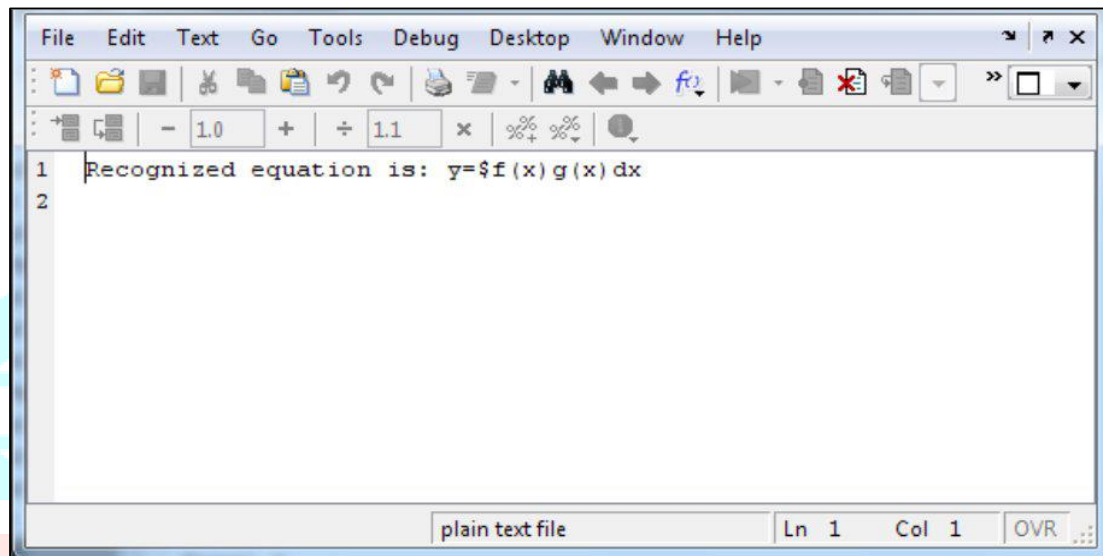 File Edit Text Go Tools Debug Desktop Window Help
- 1.0 + ÷ 1.1 ×
1 Recognized equation is: y=$f(x)g(x)dx
2
plain text file Ln 1 Col 1 OVR